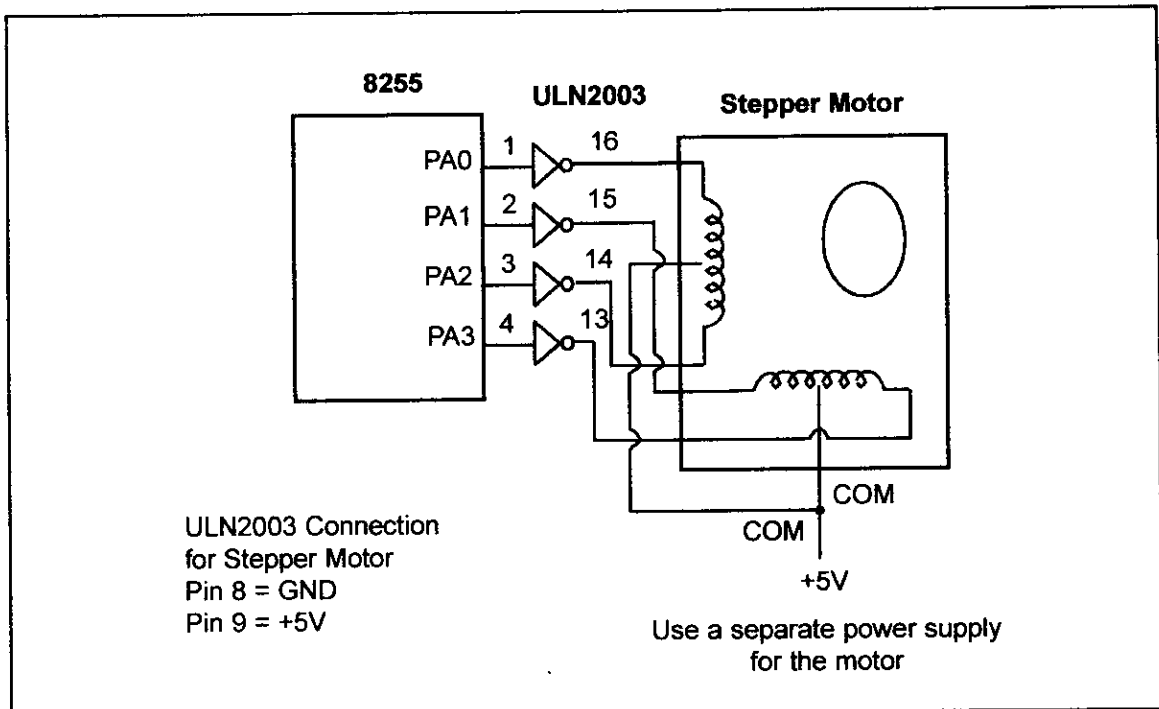 8255
ULN2003
Stepper Motor
PA0
1
16
PA1
2
15
PA2
3
14
PA3
4
13
COM
COM
+5V
ULN2003 Connection
for Stepper Motor
Pin 8 = GND
Pin 9 = +5V
Use a separate power supply
for the motor